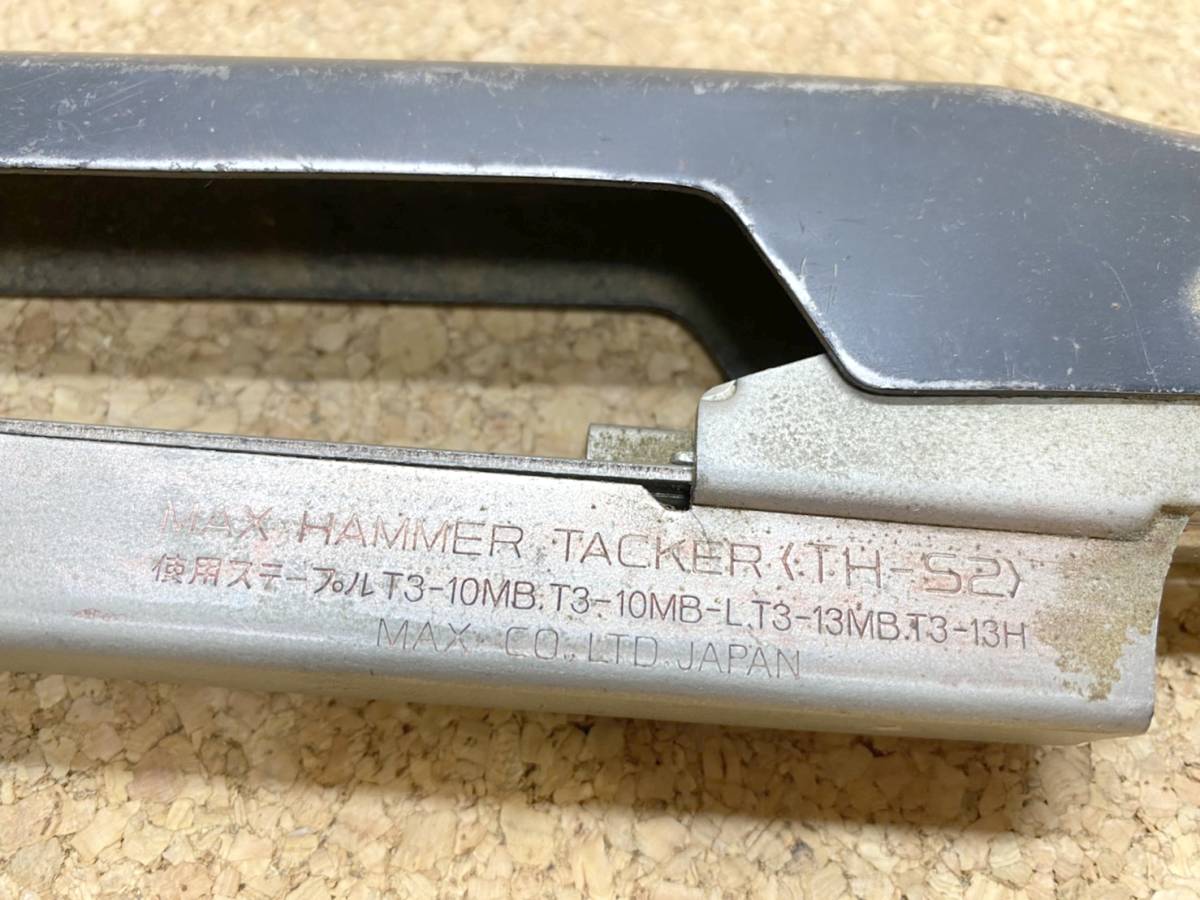 MAX HAMMER TACKER〈TH-S2〉
使用ステープル T3-10MB.T3-10MB-L.T3-13MB.T3-13H
MAX CO.,LTD.JAPAN